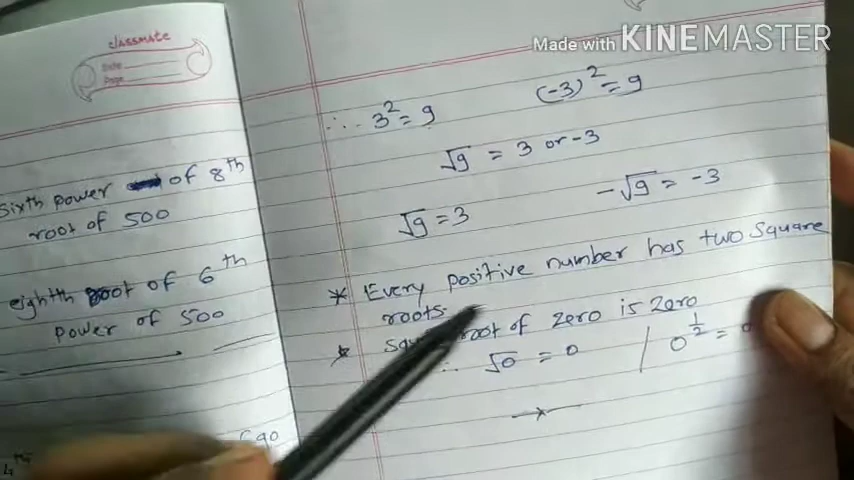 Made with KINEMASTER
classmate
Date
Page
Sixth power of 8th
root of 500
eighth root of 6th
power of 500
∴ 3² = 9 (-3)² = 9
√9 = 3 or -3
√9 = 3 -√9 = -3
* Every positive number has two square
roots
* root of zero is zero
∴ √0 = 0 / 0^½ =